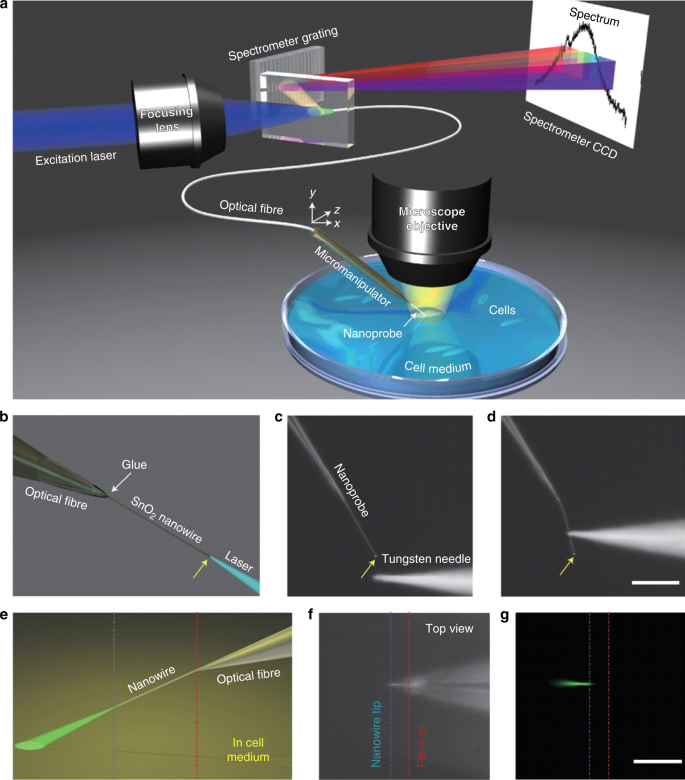 a
Spectrum
Spectrometer grating
Focusing
lens
Excitation laser
Spectrometer CCD
Optical fibre
y
z
x
Microscope
objective
Micromanipulator
Nanoprobe
Cells
Cell medium
b
Glue
Optical fibre
SnO₂ nanowire
Laser
c
Nanoprobe
Tungsten needle
d
e
Nanowire
Optical fibre
In cell
medium
f
Top view
Nanowire tip
Fibre tip
g